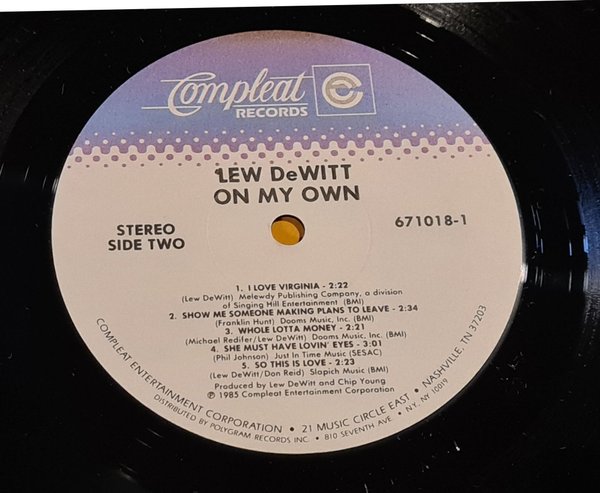 Compleat
RECORDS
LEW DeWITT
ON MY OWN
STEREO
SIDE TWO
671018-1
1. I LOVE VIRGINIA - 2:22
(Lew DeWitt) Melewdy Publishing Company, a division
of Singing Hill Entertainment (BMI)
2. SHOW ME SOMEONE MAKING PLANS TO LEAVE - 2:34
(Franklin Hunt) Dooms Music, Inc. (BMI)
3. WHOLE LOTTA MONEY - 2:21
(Michael Redifer/Lew DeWitt) Dooms Music, Inc. (BMI)
4. SHE MUST HAVE LOVIN' EYES - 3:01
(Phil Johnson) Just In Time Music (SESAC)
5. SO THIS IS LOVE - 2:23
(Lew DeWitt/Don Reid) Slapich Music (BMI)
Produced by Lew DeWitt and Chip Young
℗ 1985 Compleat Entertainment Corporation
COMPLEAT ENTERTAINMENT CORPORATION • 21 MUSIC CIRCLE EAST • NASHVILLE, TN 37203
DISTRIBUTED BY POLYGRAM RECORDS INC. • 810 SEVENTH AVE. • N.Y., NY 10019